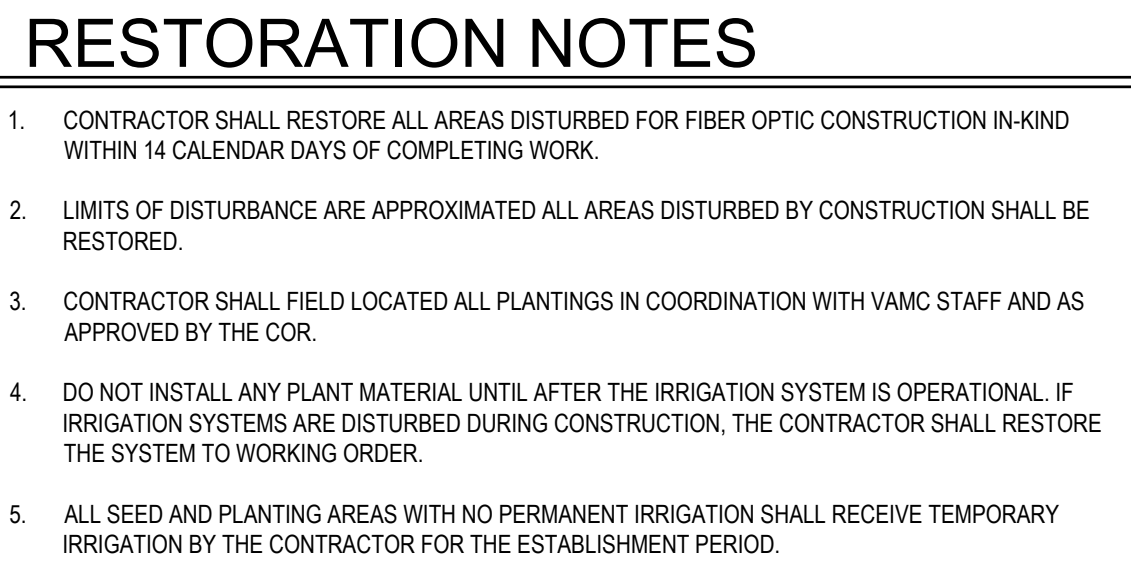 RESTORATION NOTES
1. CONTRACTOR SHALL RESTORE ALL AREAS DISTURBED FOR FIBER OPTIC CONSTRUCTION IN-KIND
WITHIN 14 CALENDAR DAYS OF COMPLETING WORK.
2. LIMITS OF DISTURBANCE ARE APPROXIMATED ALL AREAS DISTURBED BY CONSTRUCTION SHALL BE
RESTORED.
3. CONTRACTOR SHALL FIELD LOCATED ALL PLANTINGS IN COORDINATION WITH VAMC STAFF AND AS
APPROVED BY THE COR.
4. DO NOT INSTALL ANY PLANT MATERIAL UNTIL AFTER THE IRRIGATION SYSTEM IS OPERATIONAL. IF
IRRIGATION SYSTEMS ARE DISTURBED DURING CONSTRUCTION, THE CONTRACTOR SHALL RESTORE
THE SYSTEM TO WORKING ORDER.
5. ALL SEED AND PLANTING AREAS WITH NO PERMANENT IRRIGATION SHALL RECEIVE TEMPORARY
IRRIGATION BY THE CONTRACTOR FOR THE ESTABLISHMENT PERIOD.